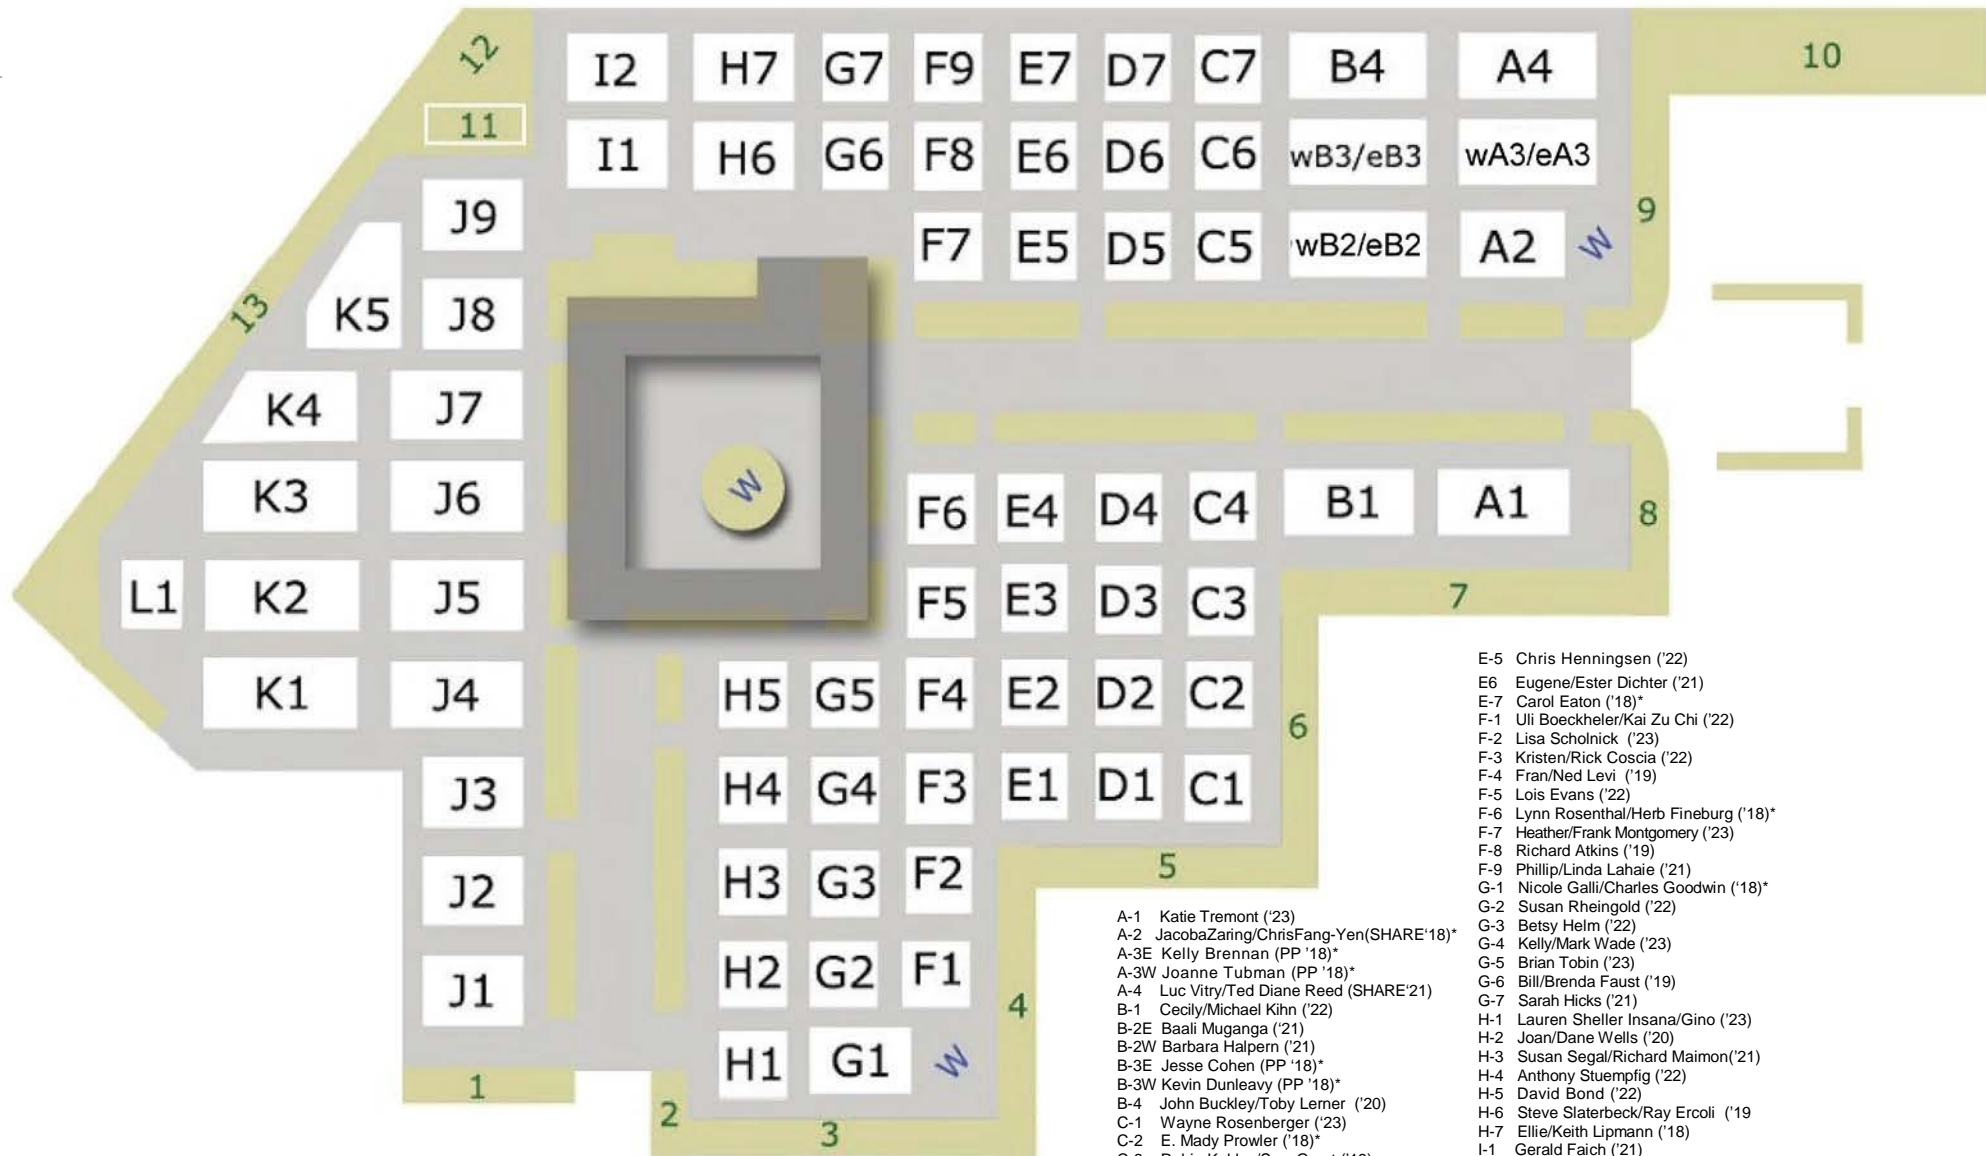 12 I2 H7 G7 F9 E7 D7 C7 B4 A4 10
11 I1 H6 G6 F8 E6 D6 C6 wB3/eB3 wA3/eA3
J9 F7 E5 D5 C5 wB2/eB2 A2 W 9
13 K5 J8
K4 J7
K3 J6 W F6 E4 D4 C4 B1 A1 8
L1 K2 J5 F5 E3 D3 C3 7
K1 J4 H5 G5 F4 E2 D2 C2 6
J3 H4 G4 F3 E1 D1 C1
J2 H3 G3 F2 5
J1 H2 G2 F1 4
1 H1 G1 W
2 3
A-1 Katie Tremont (‘23)
A-2 JacobaZaring/ChrisFang-Yen(SHARE‘18)*
A-3E Kelly Brennan (PP ’18)*
A-3W Joanne Tubman (PP ’18)*
A-4 Luc Vitry/Ted Diane Reed (SHARE‘21)
B-1 Cecily/Michael Kihn (’22)
B-2E Baali Muganga (’21)
B-2W Barbara Halpern (’21)
B-3E Jesse Cohen (PP ‘18)*
B-3W Kevin Dunleavy (PP ’18)*
B-4 John Buckley/Toby Lerner (’20)
C-1 Wayne Rosenberger (’23)
C-2 E. Mady Prowler (’18)*
E-5 Chris Henningsen (’22)
E6 Eugene/Ester Dichter (’21)
E-7 Carol Eaton (’18)*
F-1 Uli Boeckheler/Kai Zu Chi (’22)
F-2 Lisa Scholnick (’23)
F-3 Kristen/Rick Coscia (’22)
F-4 Fran/Ned Levi (’19)
F-5 Lois Evans (’22)
F-6 Lynn Rosenthal/Herb Fineburg (’18)*
F-7 Heather/Frank Montgomery (’23)
F-8 Richard Atkins (’19)
F-9 Phillip/Linda Lahaie (’21)
G-1 Nicole Galli/Charles Goodwin (‘18)*
G-2 Susan Rheingold (’22)
G-3 Betsy Helm (’22)
G-4 Kelly/Mark Wade (’23)
G-5 Brian Tobin (’23)
G-6 Bill/Brenda Faust (’19)
G-7 Sarah Hicks (’21)
H-1 Lauren Sheller Insana/Gino (’23)
H-2 Joan/Dane Wells (’20)
H-3 Susan Segal/Richard Maimon(’21)
H-4 Anthony Stuempfig (’22)
H-5 David Bond (’22)
H-6 Steve Slaterbeck/Ray Ercoli (’19
H-7 Ellie/Keith Lipmann (’18)
I-1 Gerald Faich (’21)